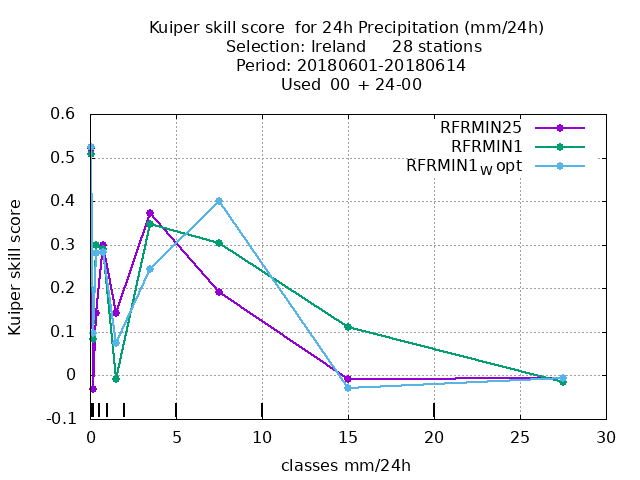 Kuiper skill score  for 24h Precipitation (mm/24h)
Selection: Ireland     28 stations
Period: 20180601-20180614
Used  00 + 24-00
RFRMIN25
RFRMIN1
RFRMIN1w opt
Kuiper skill score
0.6
0.5
0.4
0.3
0.2
0.1
0
-0.1
0 5 10 15 20 25 30
classes mm/24h